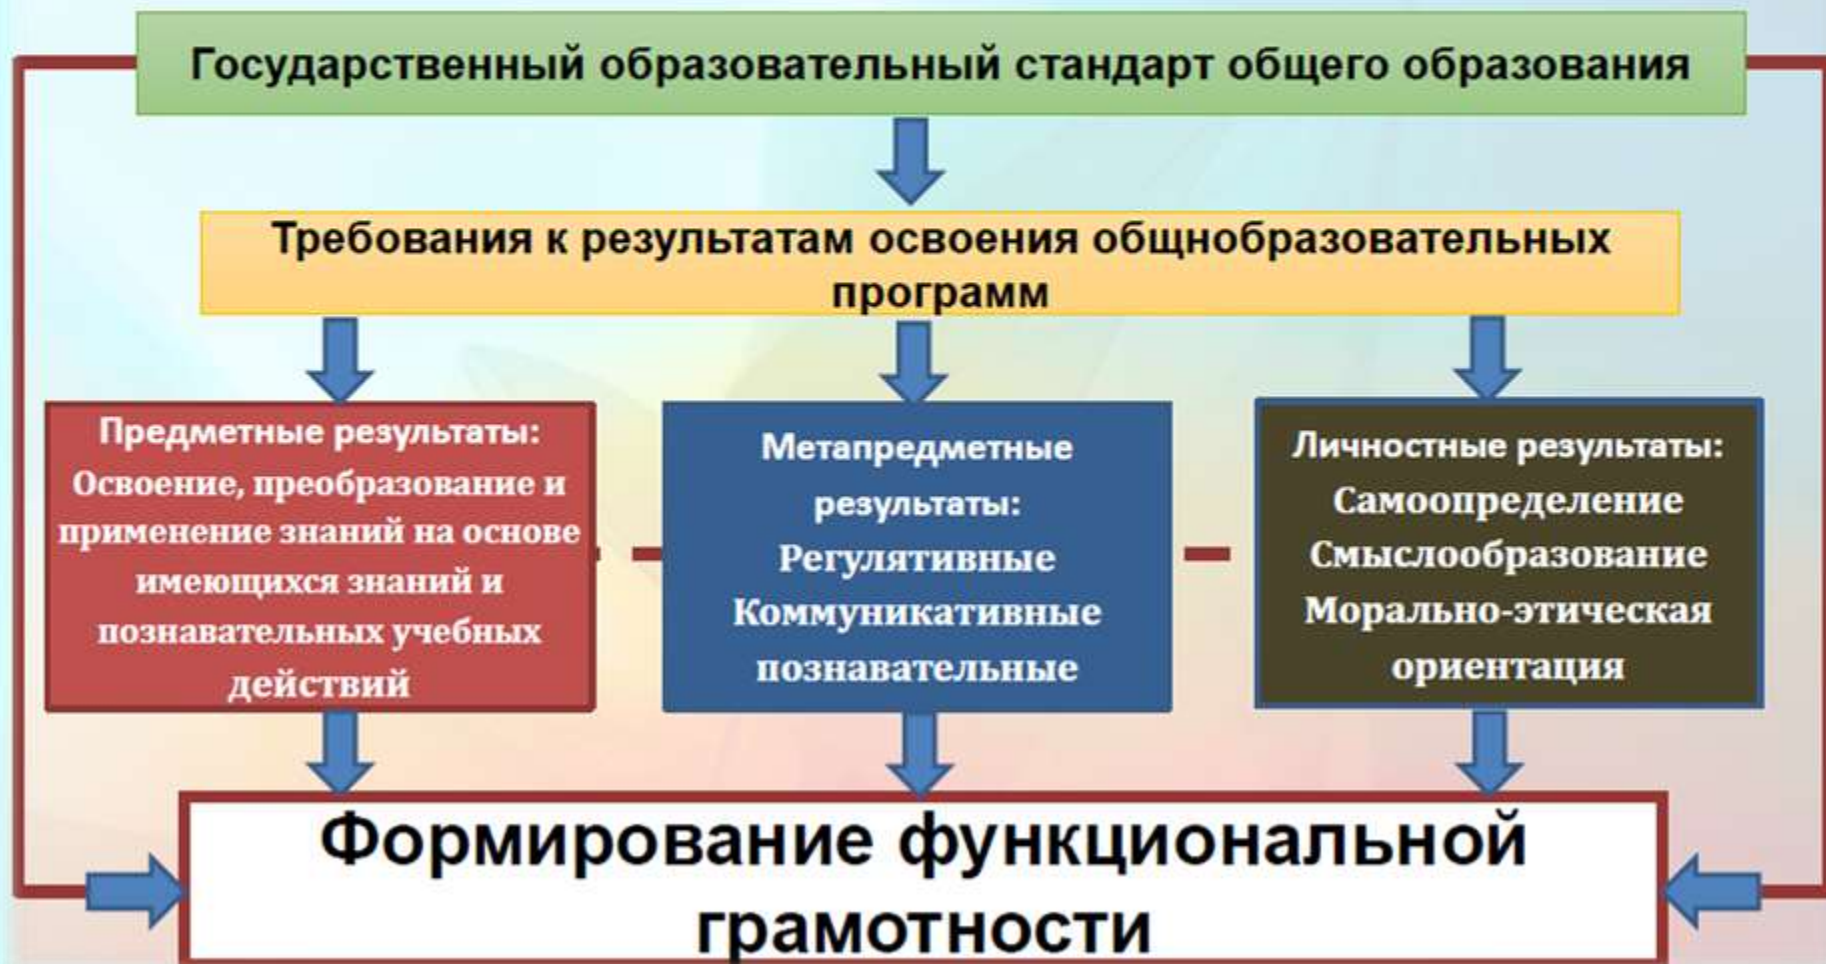 Государственный образовательный стандарт общего образования
Требования к результатам освоения общнобразовательных
программ
Предметные результаты:
Освоение, преобразование и
применение знаний на основе
имеющихся знаний и
познавательных учебных
действий
Метапредметные
результаты:
Регулятивные
Коммуникативные
познавательные
Личностные результаты:
Самоопределение
Смыслообразование
Морально-этическая
ориентация
Формирование функциональной
грамотности